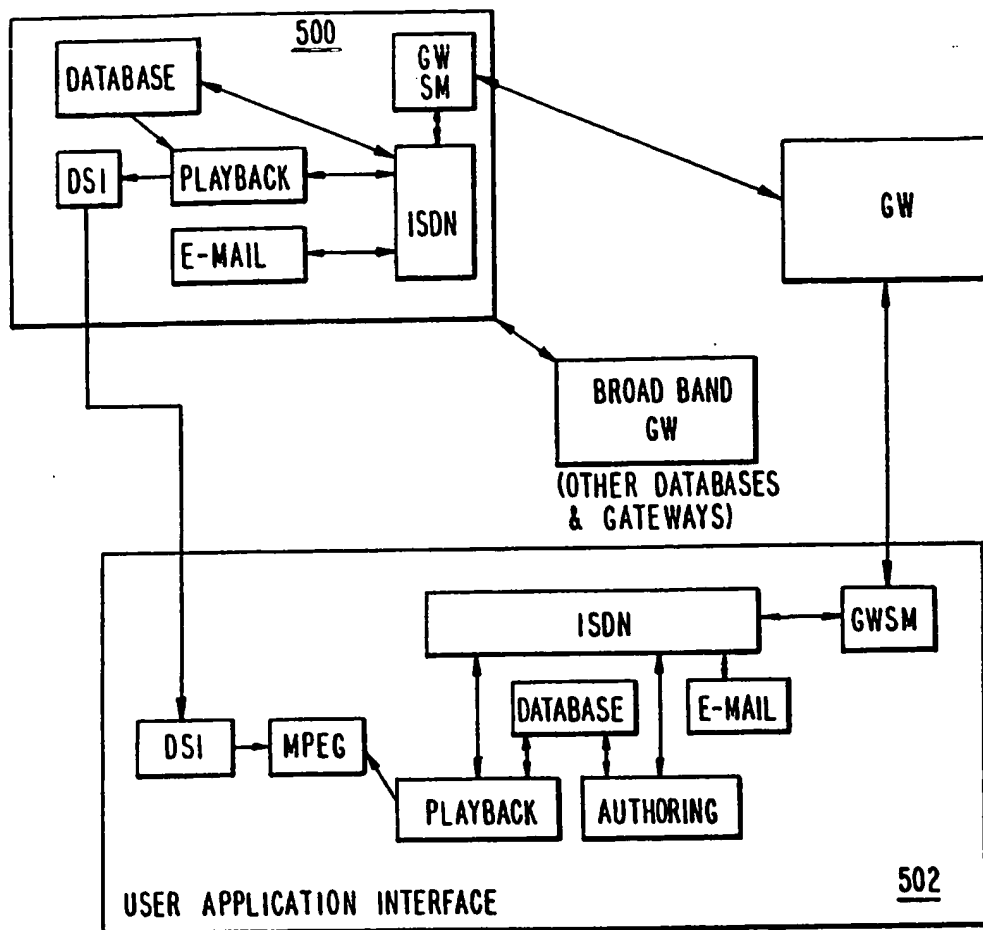 500
DATABASE
GW
SM
DSI
PLAYBACK
ISDN
E-MAIL
GW
BROAD BAND
GW
(OTHER DATABASES
& GATEWAYS)
ISDN
GWSM
DATABASE
E-MAIL
DSI
MPEG
PLAYBACK
AUTHORING
USER APPLICATION INTERFACE
502